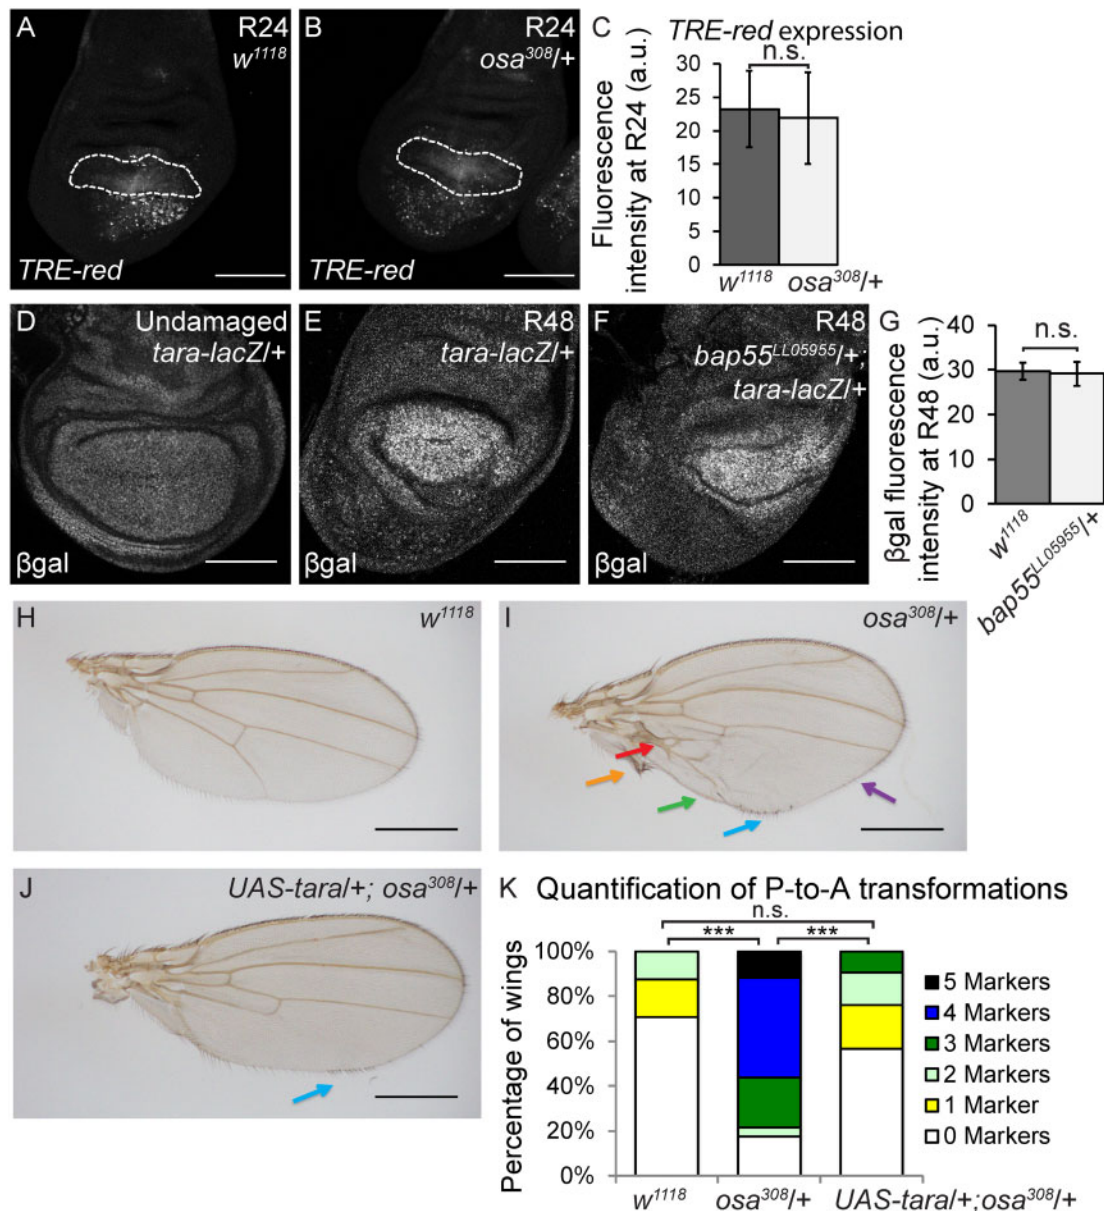 A R24
w1118
TRE-red
B R24
osa308/+
TRE-red
C TRE-red expression
n.s.
Fluorescence
intensity at R24 (a.u.)
30
25
20
15
10
5
0
w1118 osa308/+
D Undamaged
tara-lacZ/+
βgal
E R48
tara-lacZ/+
βgal
F R48
bap55LL05955/+;
tara-lacZ/+
βgal
G
n.s.
βgal fluorescence
intensity at R48 (a.u.)
40
30
20
10
0
w1118
bap55LL05955/+
H w1118
I osa308/+
J UAS-tara/+; osa308/+
K Quantification of P-to-A transformations
n.s.
*** ***
Percentage of wings
100%
80%
60%
40%
20%
0%
5 Markers
4 Markers
3 Markers
2 Markers
1 Marker
0 Markers
w1118 osa308/+ UAS-tara/+;osa308/+